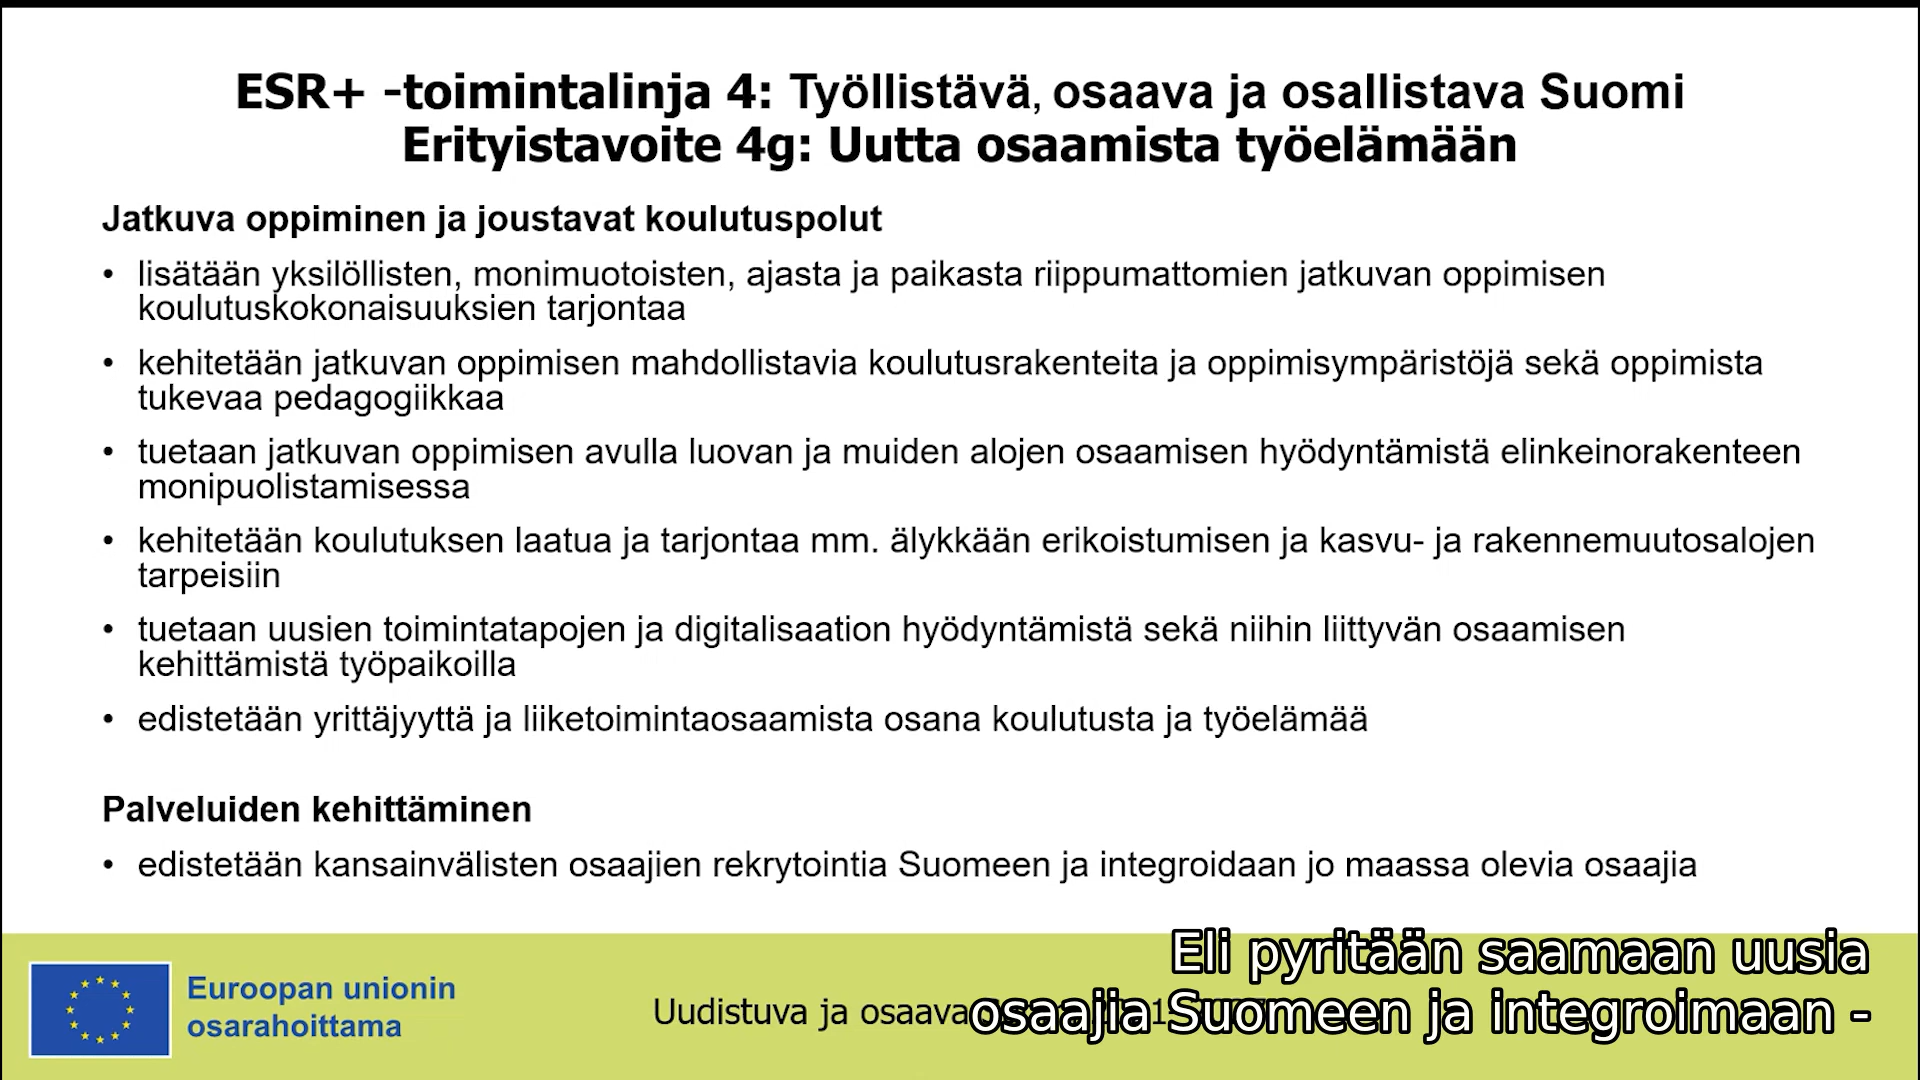 ESR+ -toimintalinja 4: Työllistävä, osaava ja osallistava Suomi
Erityistavoite 4g: Uutta osaamista työelämään
Jatkuva oppiminen ja joustavat koulutuspolut
• lisätään yksilöllisten, monimuotoisten, ajasta ja paikasta riippumattomien jatkuvan oppimisen
koulutuskokonaisuuksien tarjontaa
• kehitetään jatkuvan oppimisen mahdollistavia koulutusrakenteita ja oppimisympäristöjä sekä oppimista
tukevaa pedagogiikkaa
• tuetaan jatkuvan oppimisen avulla luovan ja muiden alojen osaamisen hyödyntämistä elinkeinorakenteen
monipuolistamisessa
• kehitetään koulutuksen laatua ja tarjontaa mm. älykkään erikoistumisen ja kasvu- ja rakennemuutosalojen
tarpeisiin
• tuetaan uusien toimintatapojen ja digitalisaation hyödyntämistä sekä niihin liittyvän osaamisen
kehittämistä työpaikoilla
• edistetään yrittäjyyttä ja liiketoimintaosaamista osana koulutusta ja työelämää
Palveluiden kehittäminen
• edistetään kansainvälisten osaajien rekrytointia Suomeen ja integroidaan jo maassa olevia osaajia
Euroopan unionin
osarahoittama
Uudistuva ja osaava
Eli pyritään saamaan uusia
osaajia Suomeen ja integroimaan -